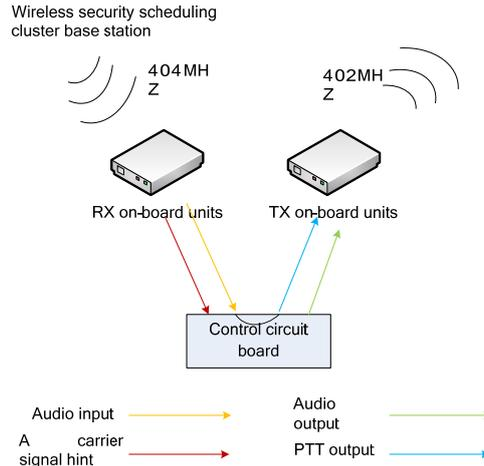 Wireless security scheduling
cluster base station
404MH
Z
402MH
Z
RX on-board units
TX on-board units
Control circuit
board
Audio input
Audio
output
A carrier
signal hint
PTT output